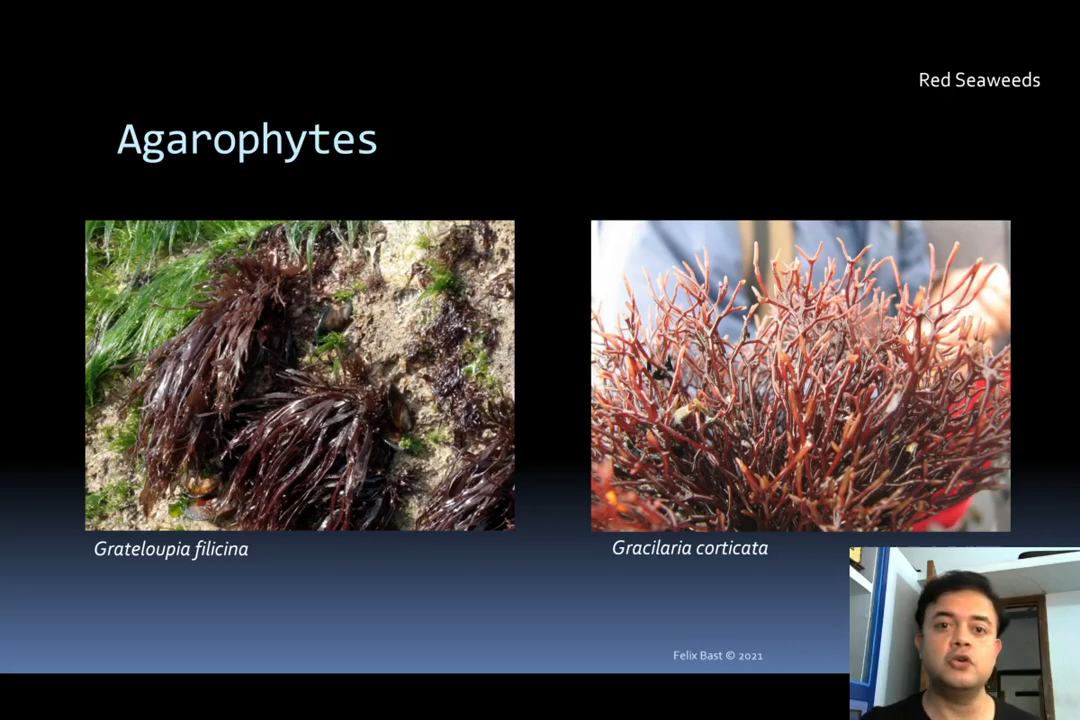 Red Seaweeds
Agarophytes
Grateloupia filicina
Gracilaria corticata
Felix Bast © 2021